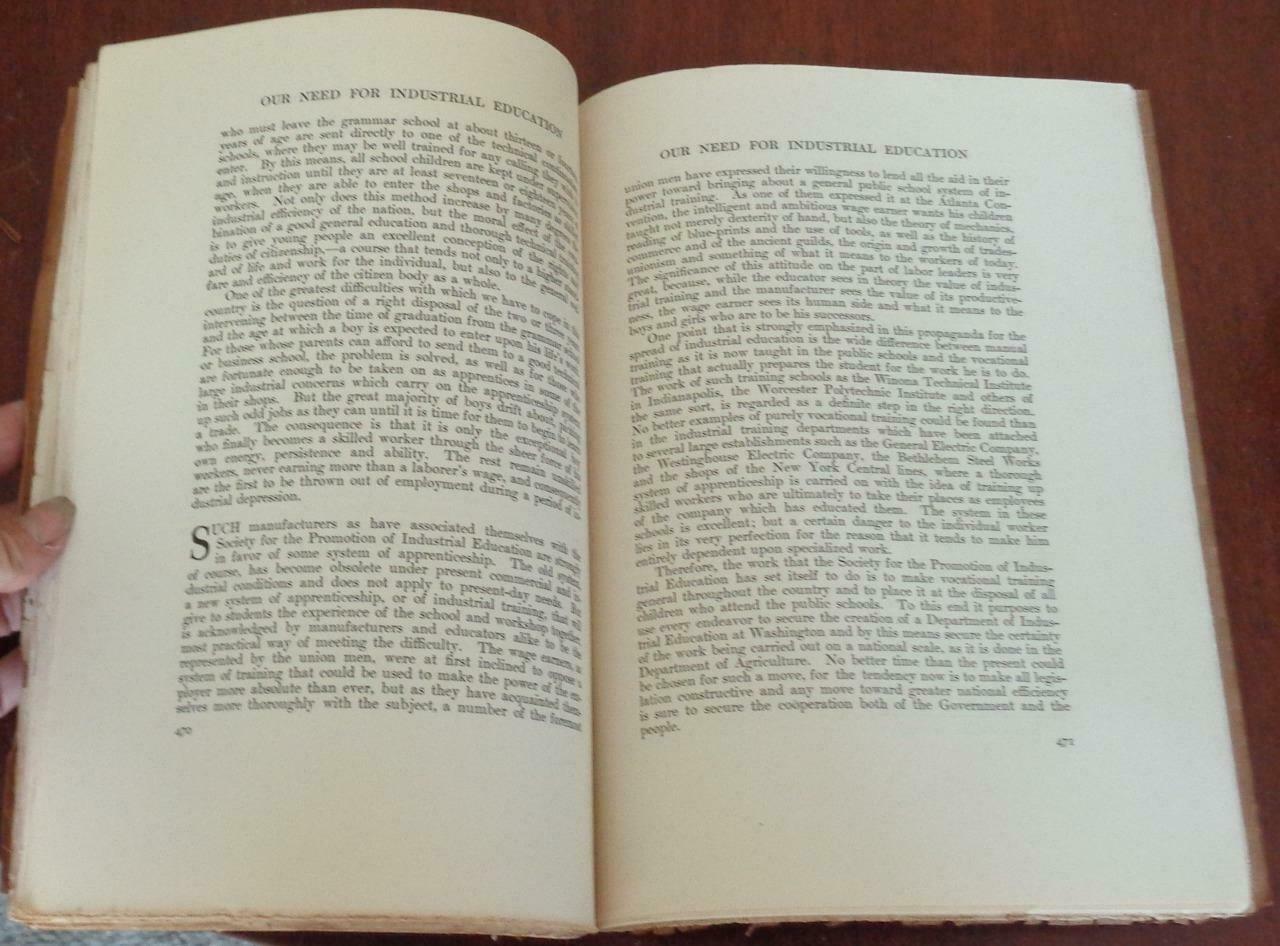 OUR NEED FOR INDUSTRIAL EDUCATION
who must leave the grammar school at about thirteen or
years of age are sent directly to one of the technical
schools, where they may be well trained for any calling they
enter. By this means, all school children are kept under
and instruction until they are at least seventeen or eighteen years
age, when they are able to enter the shops and factories as
workers. Not only does this method increase by many the
industrial efficiency of the nation, but the moral effect of the
bination of a good general education and thorough technical
is to give young people an excellent conception of the rights
duties of citizenship,—a course that tends not only to a higher
ard of life and work for the individual, but also to the general
fare and efficiency of the citizen body as a whole.
One of the greatest difficulties with which we have to cope in
country is the question of a right disposal of the two or three years
intervening between the time of graduation from the grammar school
and the age at which a boy is expected to enter upon his life's work.
For those whose parents can afford to send them to a good technical
or business school, the problem is solved, as well as for those who
are fortunate enough to be taken on as apprentices in some of the
large industrial concerns which carry on the apprenticeship system
in their shops. But the great majority of boys drift about, picking
up such odd jobs as they can until it is time for them to begin to learn
a trade. The consequence is that it is only the exceptional boy
who finally becomes a skilled worker through the sheer force of his
own energy, persistence and ability. The rest remain unskilled
workers, never earning more than a laborer's wage, and consequently
are the first to be thrown out of employment during a period of in-
dustrial depression.
SUCH manufacturers as have associated themselves with the
Society for the Promotion of Industrial Education are strongly
in favor of some system of apprenticeship. The old system,
of course, has become obsolete under present commercial and in-
dustrial conditions and does not apply to present-day needs. But
a new system of apprenticeship, or of industrial training, that will
give to students the experience of the school and workshop together,
is acknowledged by manufacturers and educators alike to be the
most practical way of meeting the difficulty. The wage earners, as
represented by the union men, were at first inclined to oppose a
system of training that could be used to make the power of the em-
ployer more absolute than ever, but as they have acquainted them-
selves more thoroughly with the subject, a number of the foremost
470
OUR NEED FOR INDUSTRIAL EDUCATION
union men have expressed their willingness to lend all the aid in their
power toward bringing about a general public school system of in-
dustrial training. As one of them expressed it at the Atlanta Con-
vention, the intelligent and ambitious wage earner wants his children
taught not merely dexterity of hand, but also the theory of mechanics,
reading of blue-prints and the use of tools, as well as the history of
commerce and of the ancient guilds, the origin and growth of trades-
unionism and something of what it means to the workers of today.
The significance of this attitude on the part of labor leaders is very
great, because, while the educator sees in theory the value of indus-
trial training and the manufacturer sees the value of its productive-
ness, the wage earner sees its human side and what it means to the
boys and girls who are to be his successors.
One point that is strongly emphasized in this propaganda for the
spread of industrial education is the wide difference between manual
training as it is now taught in the public schools and the vocational
training that actually prepares the student for the work he is to do.
The work of such training schools as the Winona Technical Institute
in Indianapolis, the Worcester Polytechnic Institute and others of
the same sort, is regarded as a definite step in the right direction.
No better examples of purely vocational training could be found than
in the industrial training departments which have been attached
to several large establishments such as the General Electric Company,
the Westinghouse Electric Company, the Bethlehem Steel Works
and the shops of the New York Central lines, where a thorough
system of apprenticeship is carried on with the idea of training up
skilled workers who are ultimately to take their places as employees
of the company which has educated them. The system in these
schools is excellent; but a certain danger to the individual worker
lies in its very perfection for the reason that it tends to make him
entirely dependent upon specialized work.
Therefore, the work that the Society for the Promotion of Indus-
trial Education has set itself to do is to make vocational training
general throughout the country and to place it at the disposal of all
children who attend the public schools. To this end it purposes to
use every endeavor to secure the creation of a Department of Indus-
trial Education at Washington and by this means secure the certainty
of the work being carried out on a national scale, as it is done in the
Department of Agriculture. No better time than the present could
be chosen for such a move, for the tendency now is to make all legis-
lation constructive and any move toward greater national efficiency
is sure to secure the coöperation both of the Government and the
people.
471